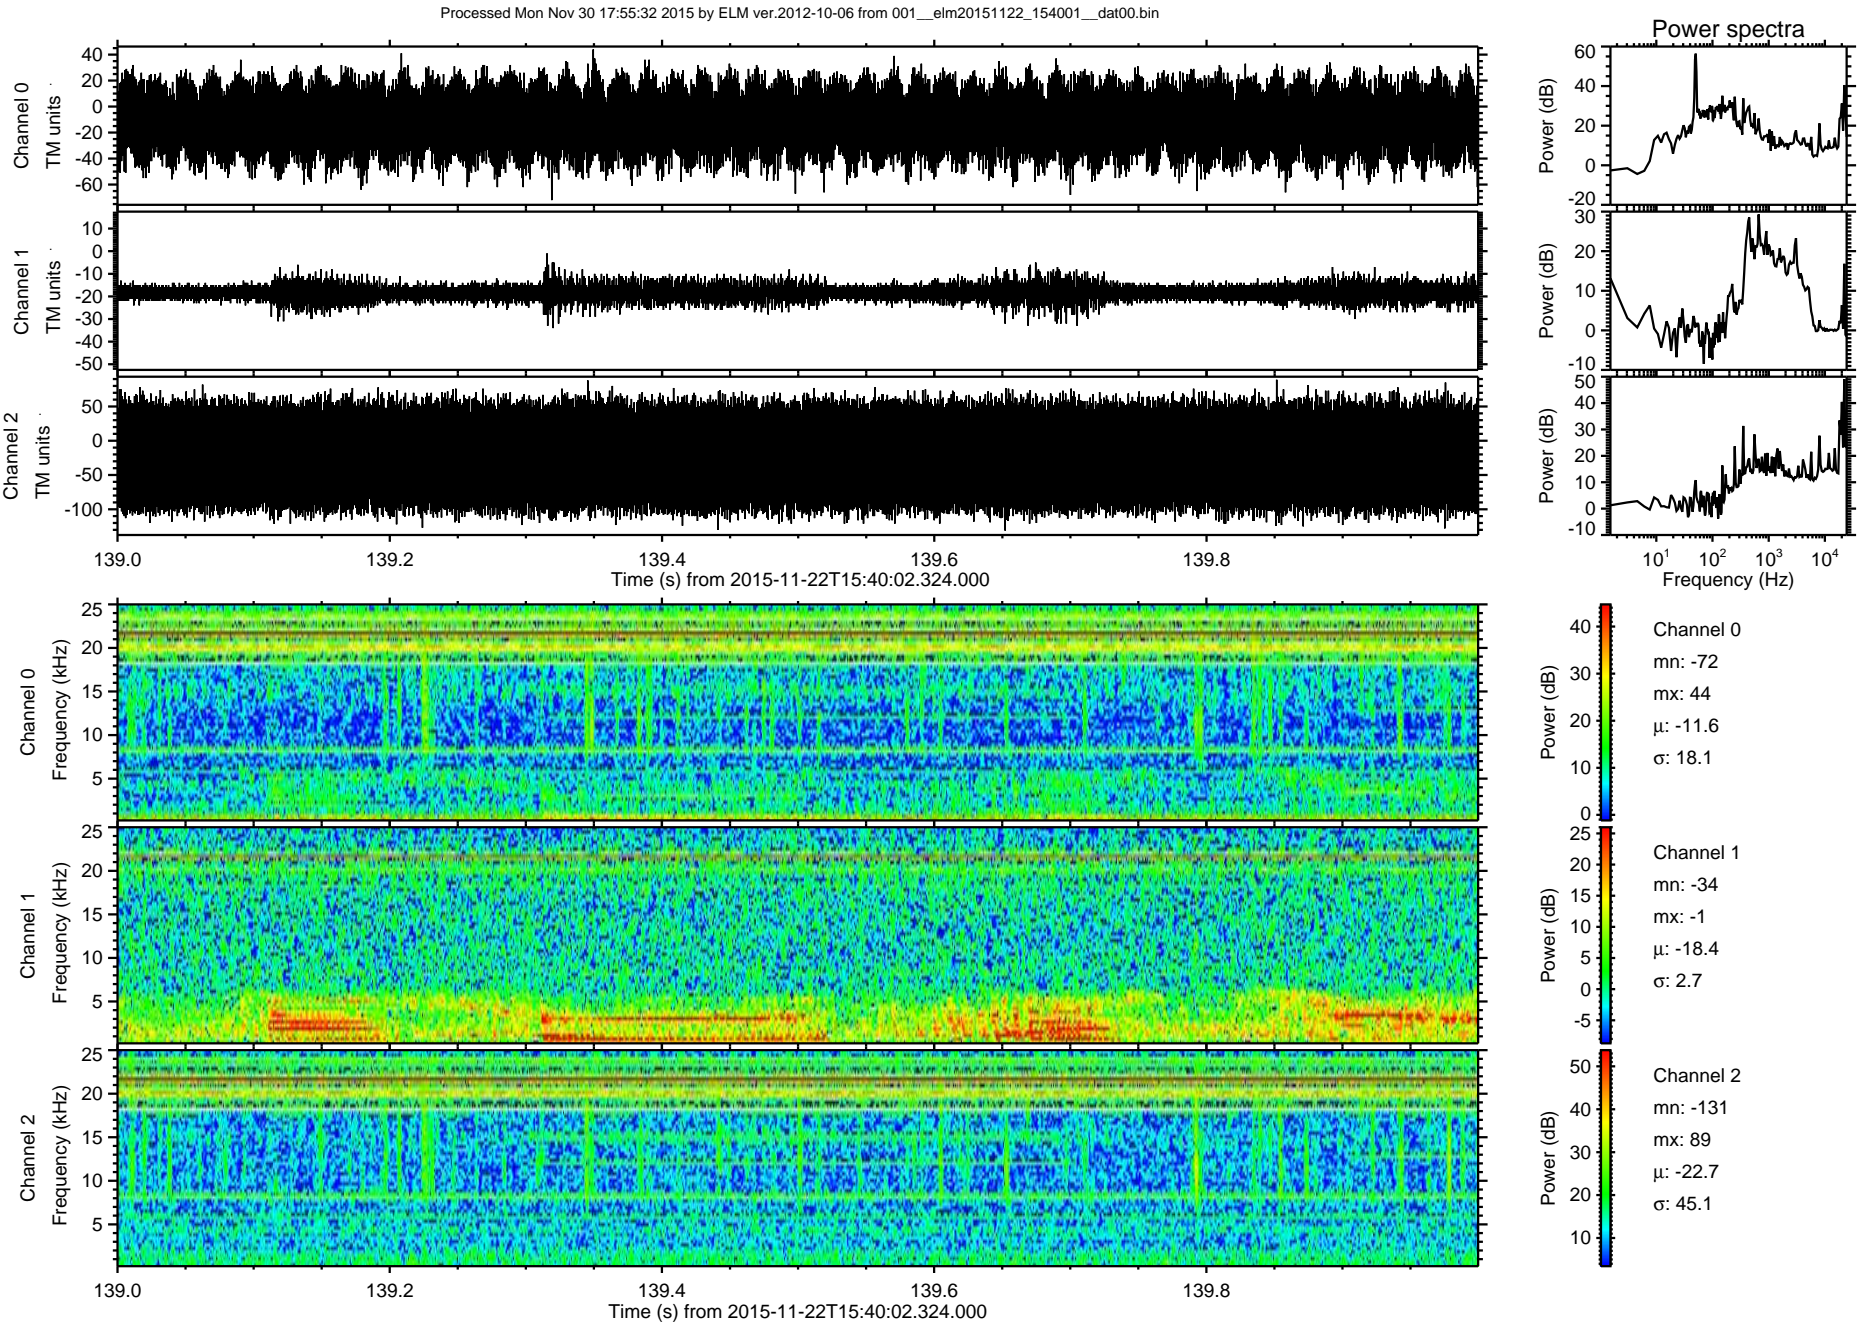 Processed Mon Nov 30 17:55:32 2015 by ELM ver.2012-10-06 from 001__elm20151122_154001__dat00.bin
Power spectra
Channel 0
TM units
40
20
0
-20
-40
-60
Power (dB)
60
40
20
0
-20
Channel 1
TM units
10
0
-10
-20
-30
-40
-50
Power (dB)
30
20
10
0
-10
Channel 2
TM units
50
0
-50
-100
Power (dB)
50
40
30
20
10
0
-10
139.0 139.2 139.4 139.6 139.8
Time (s) from 2015-11-22T15:40:02.324.000
10^1 10^2 10^3 10^4
Frequency (Hz)
Channel 0
Frequency (kHz)
25
20
15
10
5
Power (dB)
40
30
20
10
0
Channel 0
mn: -72
mx: 44
μ: -11.6
σ: 18.1
Channel 1
Frequency (kHz)
25
20
15
10
5
Power (dB)
25
20
15
10
5
0
-5
Channel 1
mn: -34
mx: -1
μ: -18.4
σ: 2.7
Channel 2
Frequency (kHz)
25
20
15
10
5
Power (dB)
50
40
30
20
10
Channel 2
mn: -131
mx: 89
μ: -22.7
σ: 45.1
139.0 139.2 139.4 139.6 139.8
Time (s) from 2015-11-22T15:40:02.324.000